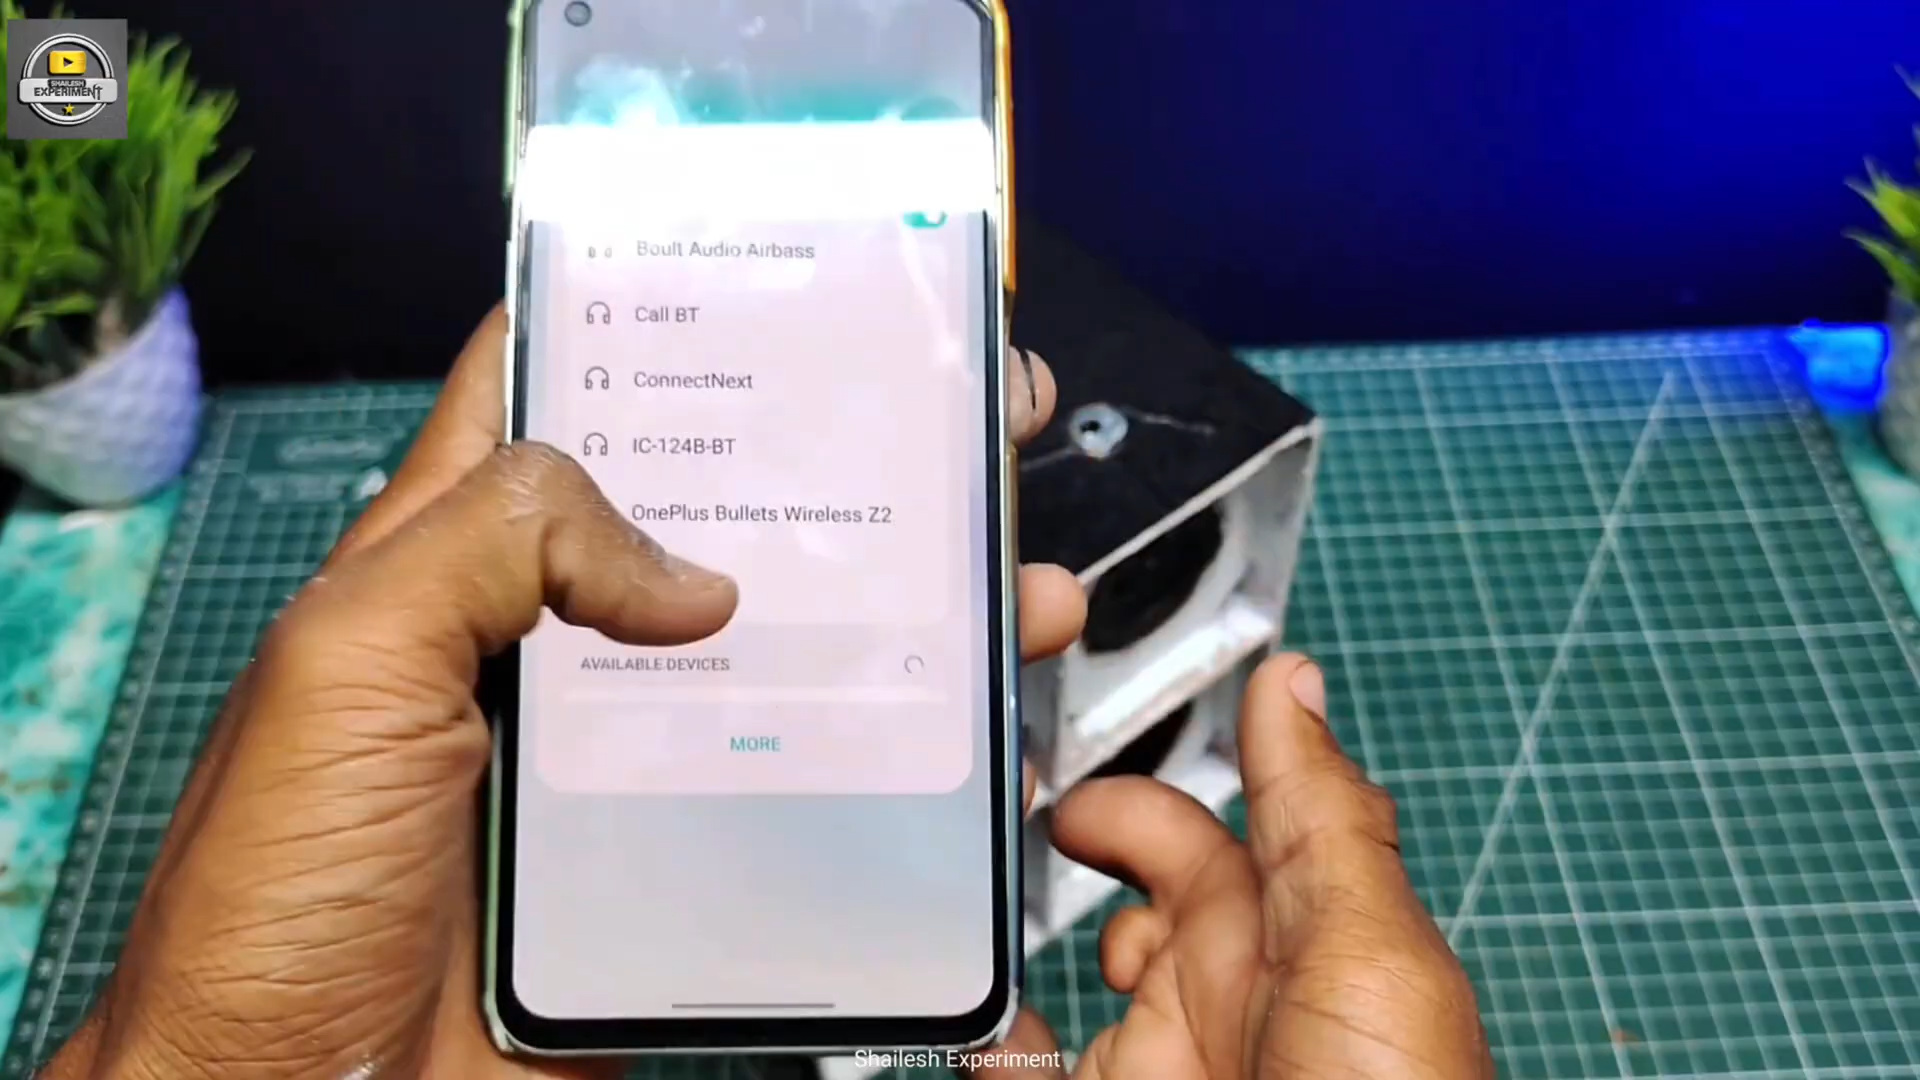 SHAILESH
EXPERIMENT
Boult Audio Airbass
Call BT
ConnectNext
IC-124B-BT
OnePlus Bullets Wireless Z2
AVAILABLE DEVICES
MORE
Shailesh Experiment